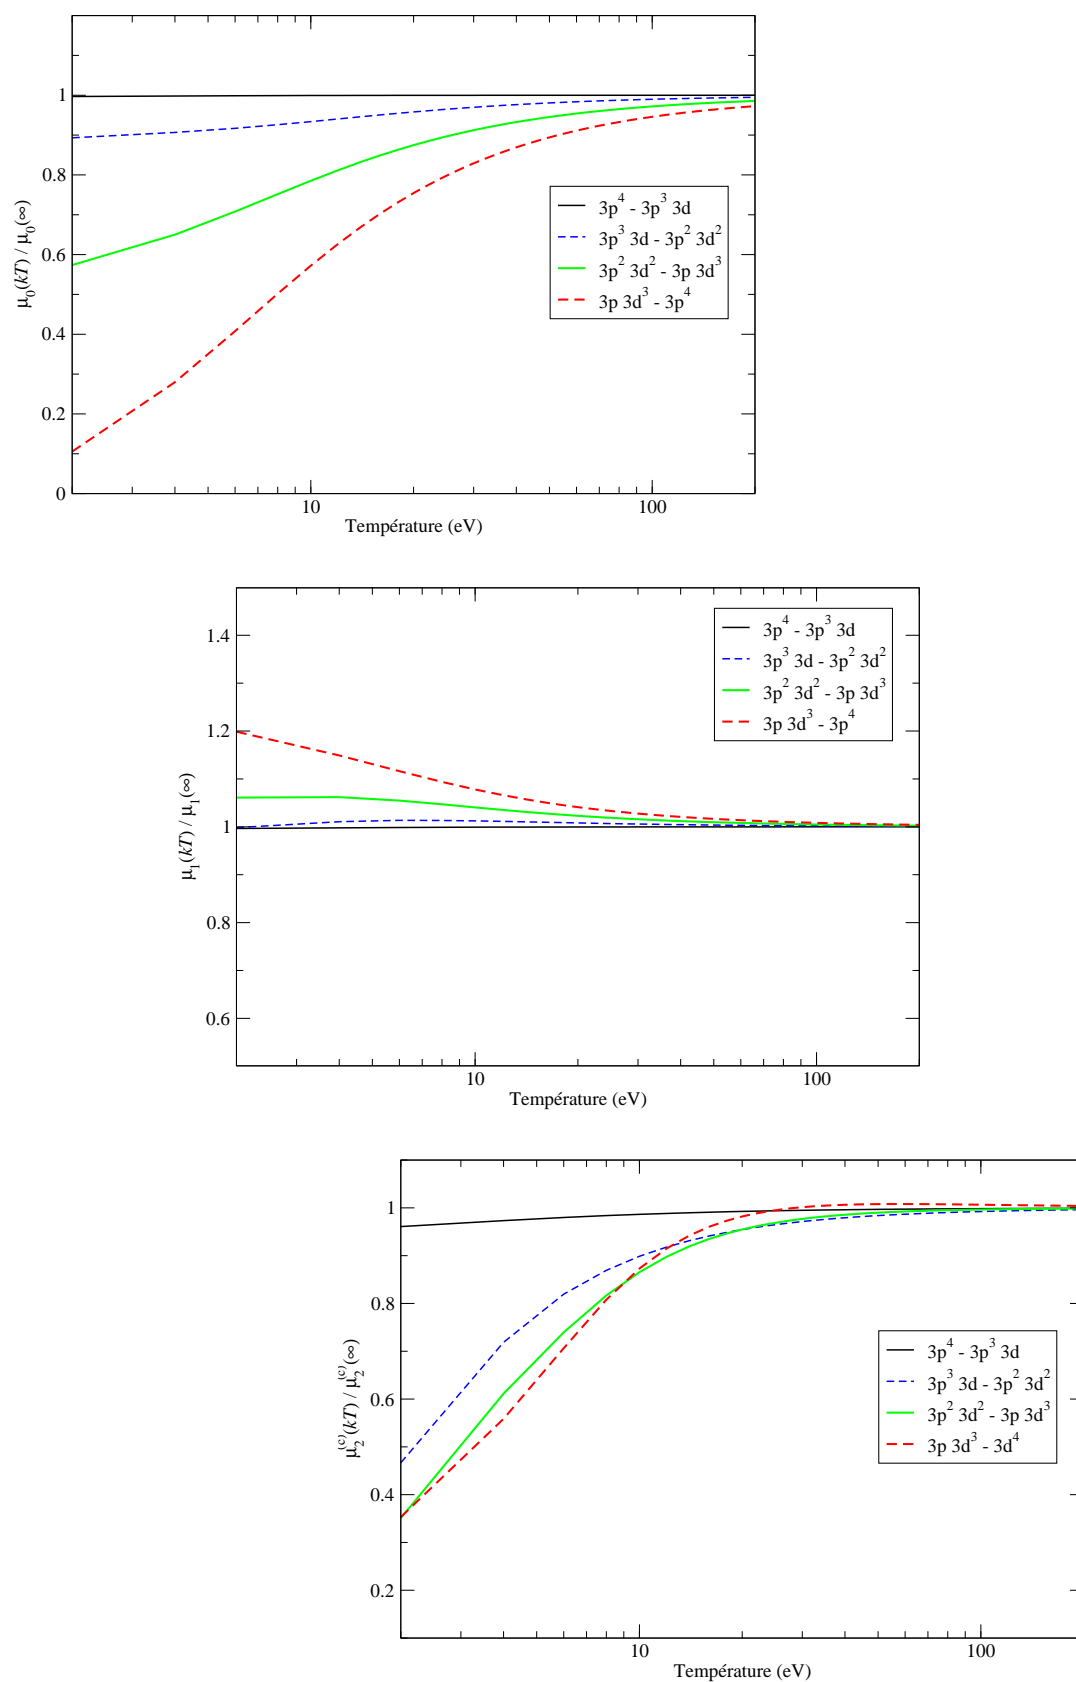 1
0.8
0.6
0.4
0.2
0
μ₀(kT) / μ₀(∞)
3p⁴ - 3p³ 3d
3p³ 3d - 3p² 3d²
3p² 3d² - 3p 3d³
3p 3d³ - 3p⁴
10 100
Température (eV)
1.4
1.2
1
0.8
0.6
μ₁(kT) / μ₁(∞)
3p⁴ - 3p³ 3d
3p³ 3d - 3p² 3d²
3p² 3d² - 3p 3d³
3p 3d³ - 3p⁴
10 100
Température (eV)
1
0.8
0.6
0.4
0.2
μ₂⁽ᶜ⁾(kT) / μ₂⁽ᶜ⁾(∞)
3p⁴ - 3p³ 3d
3p³ 3d - 3p² 3d²
3p² 3d² - 3p 3d³
3p 3d³ - 3d⁴
10 100
Température (eV)